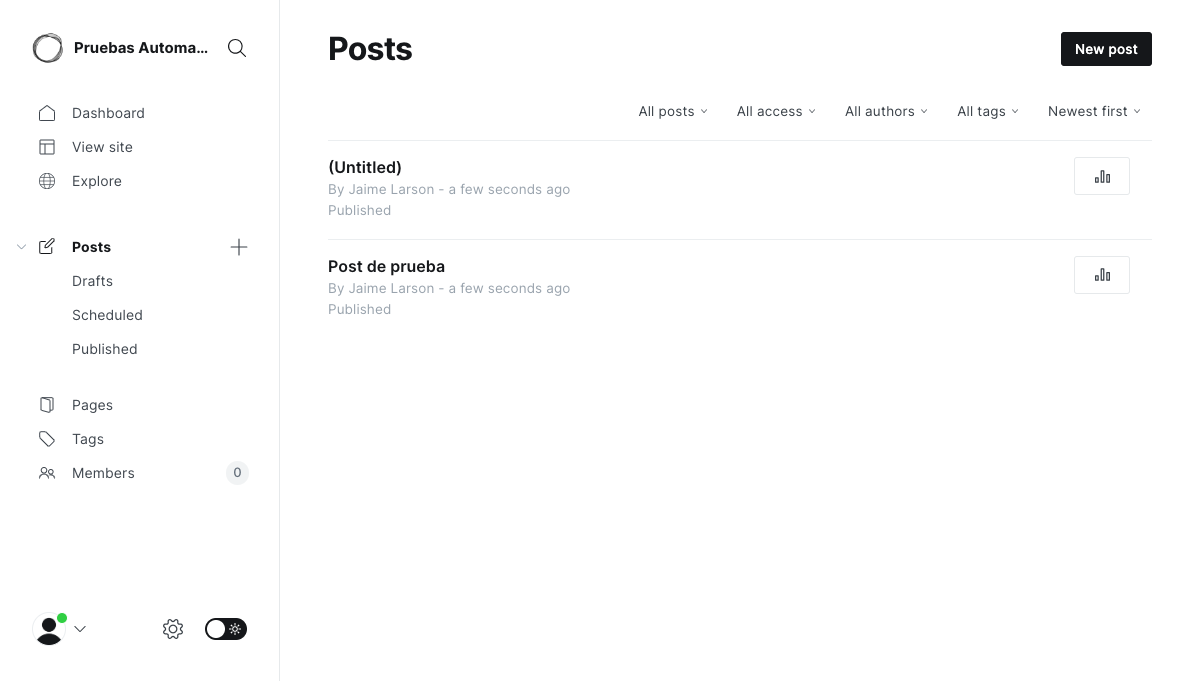 Pruebas Automa...
Dashboard
View site
Explore
Posts
Drafts
Scheduled
Published
Pages
Tags
Members 0
Posts
New post
All posts All access All authors All tags Newest first
(Untitled)
By Jaime Larson - a few seconds ago
Published
Post de prueba
By Jaime Larson - a few seconds ago
Published